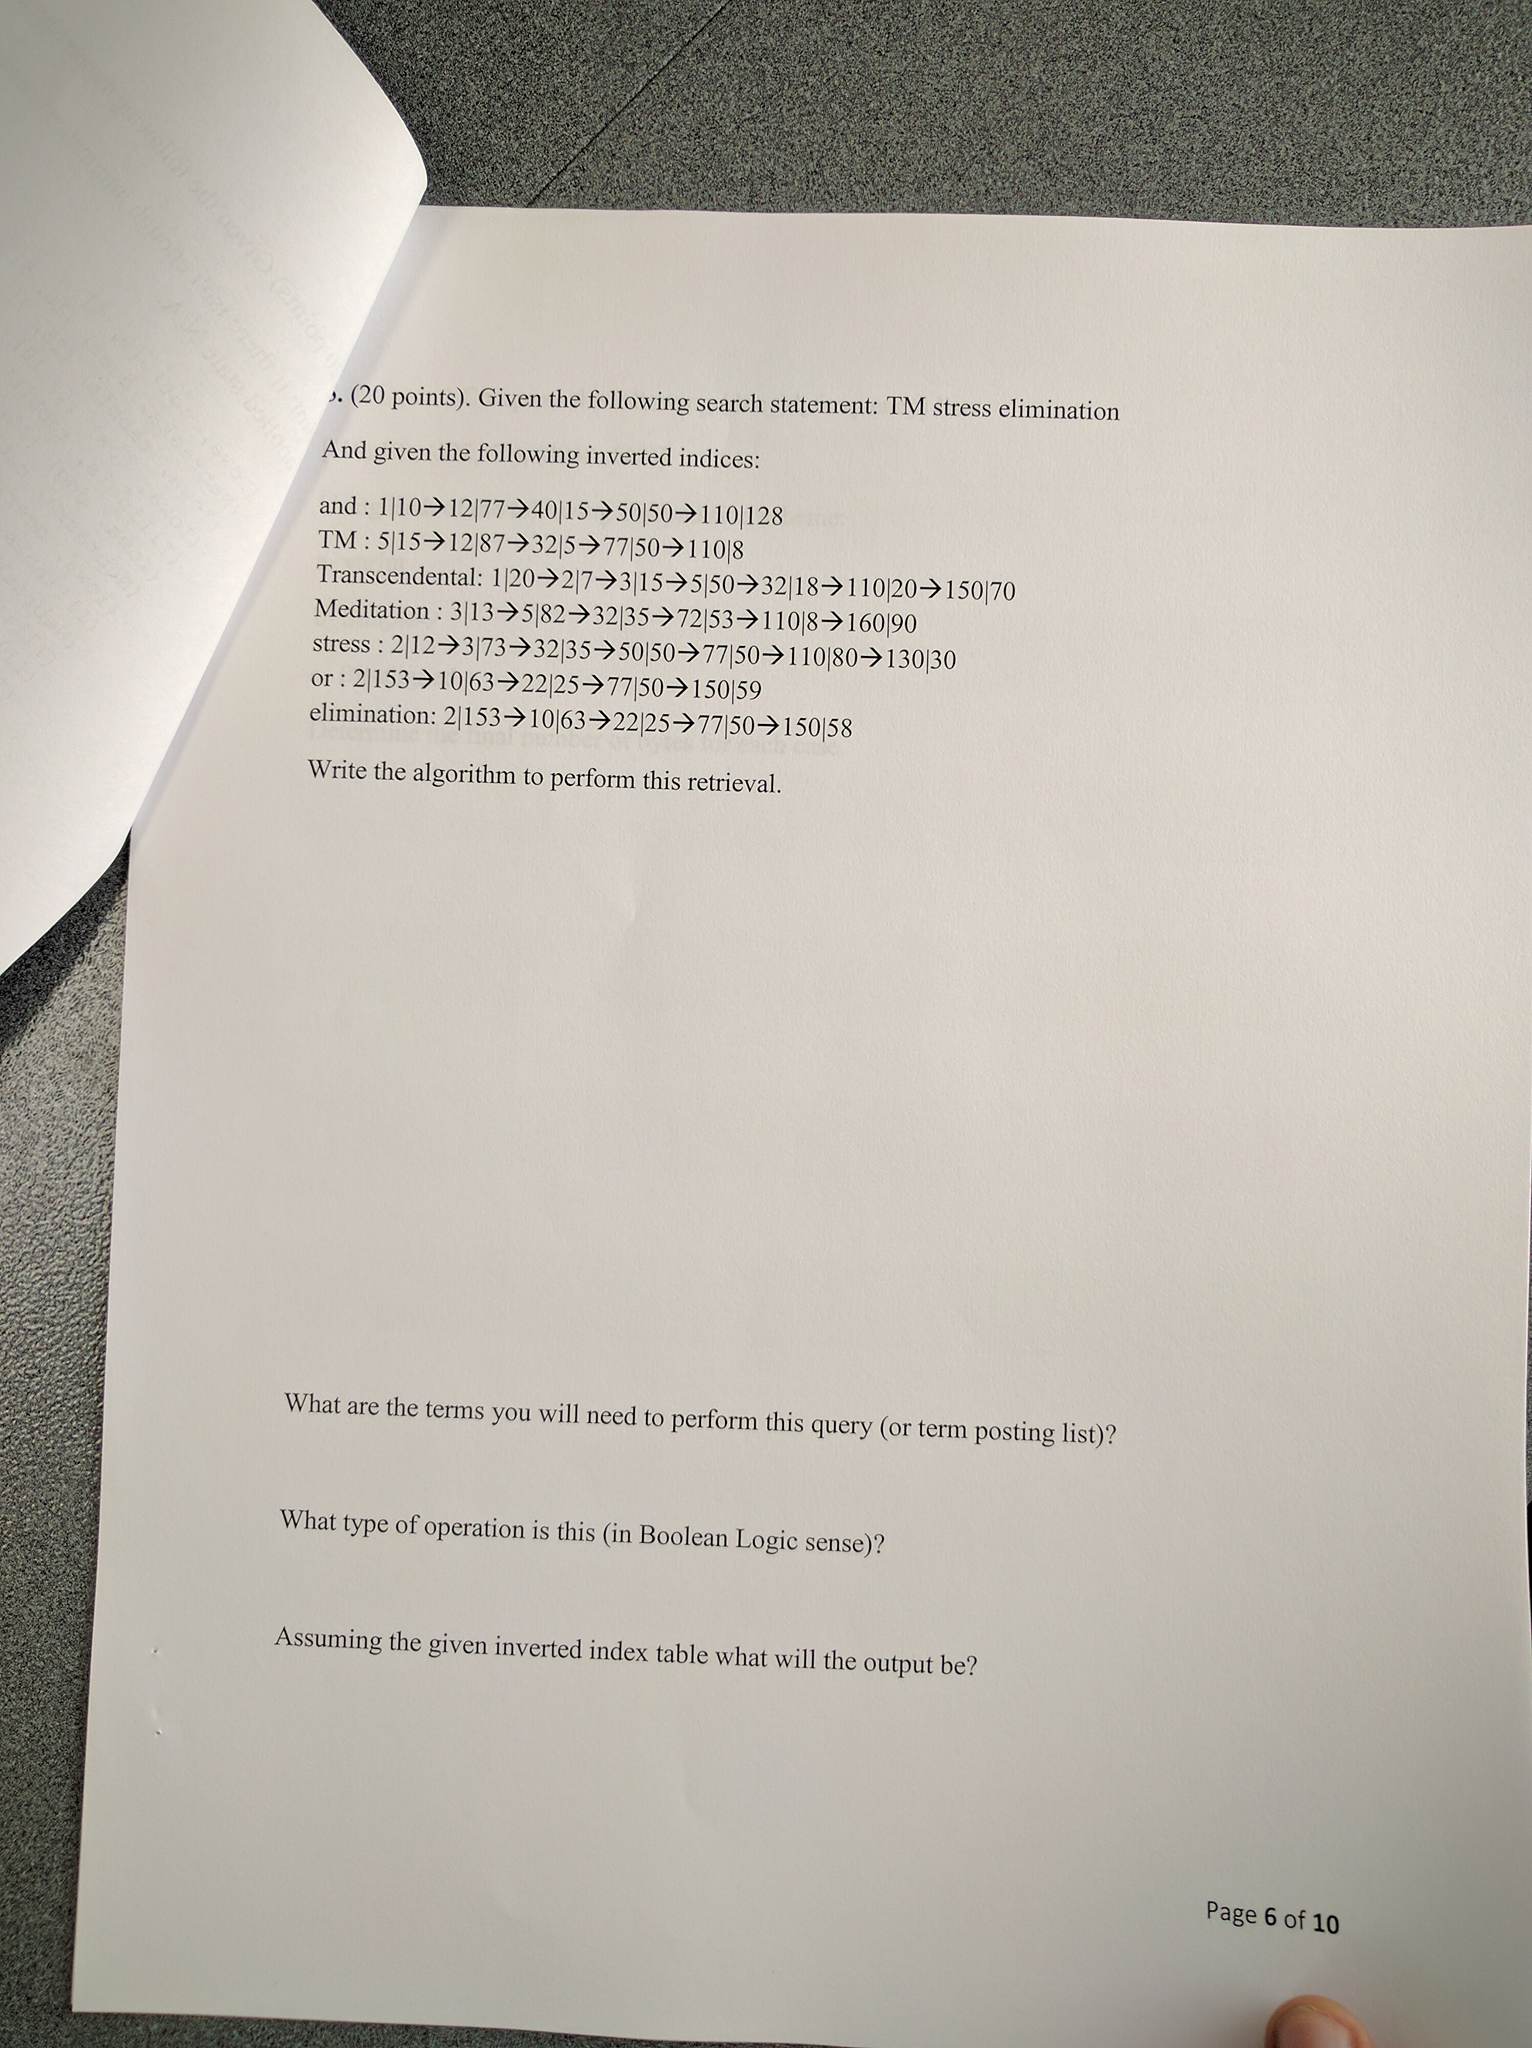 . (20 points). Given the following search statement: TM stress elimination
And given the following inverted indices:
and : 1|10→12|77→40|15→50|50→110|128
TM : 5|15→12|87→32|5→77|50→110|8
Transcendental: 1|20→2|7→3|15→5|50→32|18→110|20→150|70
Meditation : 3|13→5|82→32|35→72|53→110|8→160|90
stress : 2|12→3|73→32|35→50|50→77|50→110|80→130|30
or : 2|153→10|63→22|25→77|50→150|59
elimination: 2|153→10|63→22|25→77|50→150|58
Write the algorithm to perform this retrieval.
What are the terms you will need to perform this query (or term posting list)?
What type of operation is this (in Boolean Logic sense)?
Assuming the given inverted index table what will the output be?
Page 6 of 10